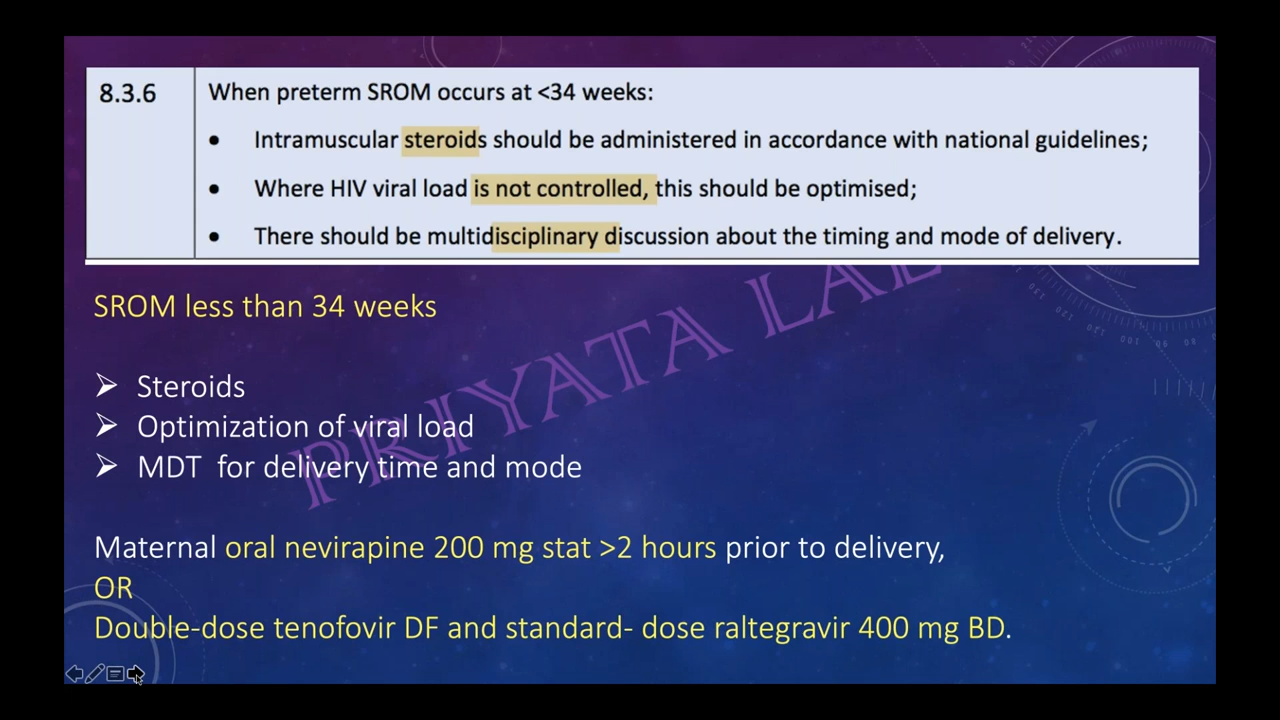 8.3.6
When preterm SROM occurs at <34 weeks:
• Intramuscular steroids should be administered in accordance with national guidelines;
• Where HIV viral load is not controlled, this should be optimised;
• There should be multidisciplinary discussion about the timing and mode of delivery.
PRIYATA LAL
SROM less than 34 weeks
➢ Steroids
➢ Optimization of viral load
➢ MDT for delivery time and mode
Maternal oral nevirapine 200 mg stat >2 hours prior to delivery,
OR
Double-dose tenofovir DF and standard- dose raltegravir 400 mg BD.